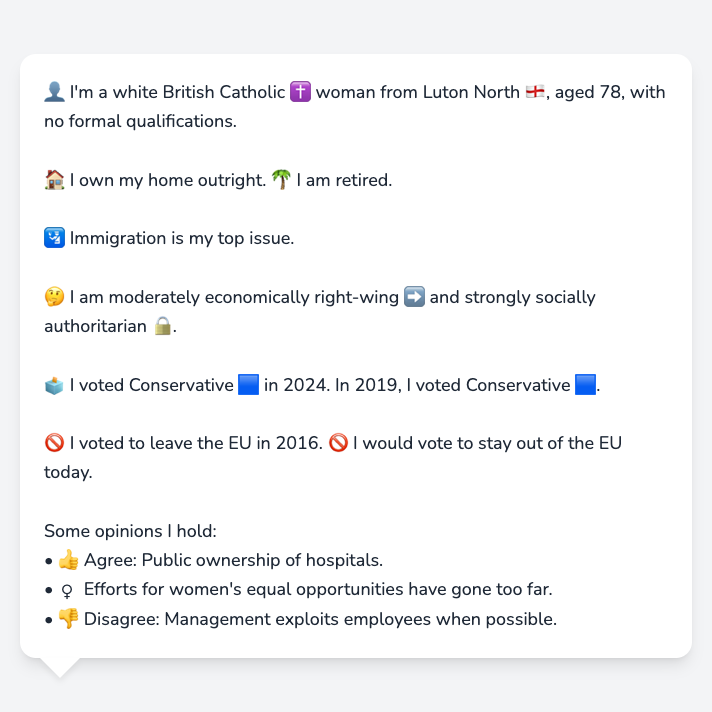 👤 I'm a white British Catholic ✝️ woman from Luton North 🏴󠁧󠁢󠁥󠁮󠁧󠁿, aged 78, with
no formal qualifications.
🏠 I own my home outright. 🌴 I am retired.
🛂 Immigration is my top issue.
🤔 I am moderately economically right-wing ➡️ and strongly socially
authoritarian 🔒.
🗳️ I voted Conservative 🟦 in 2024. In 2019, I voted Conservative 🟦.
🚫 I voted to leave the EU in 2016. 🚫 I would vote to stay out of the EU
today.
Some opinions I hold:
• 👍 Agree: Public ownership of hospitals.
• ♀ Efforts for women's equal opportunities have gone too far.
• 👎 Disagree: Management exploits employees when possible.